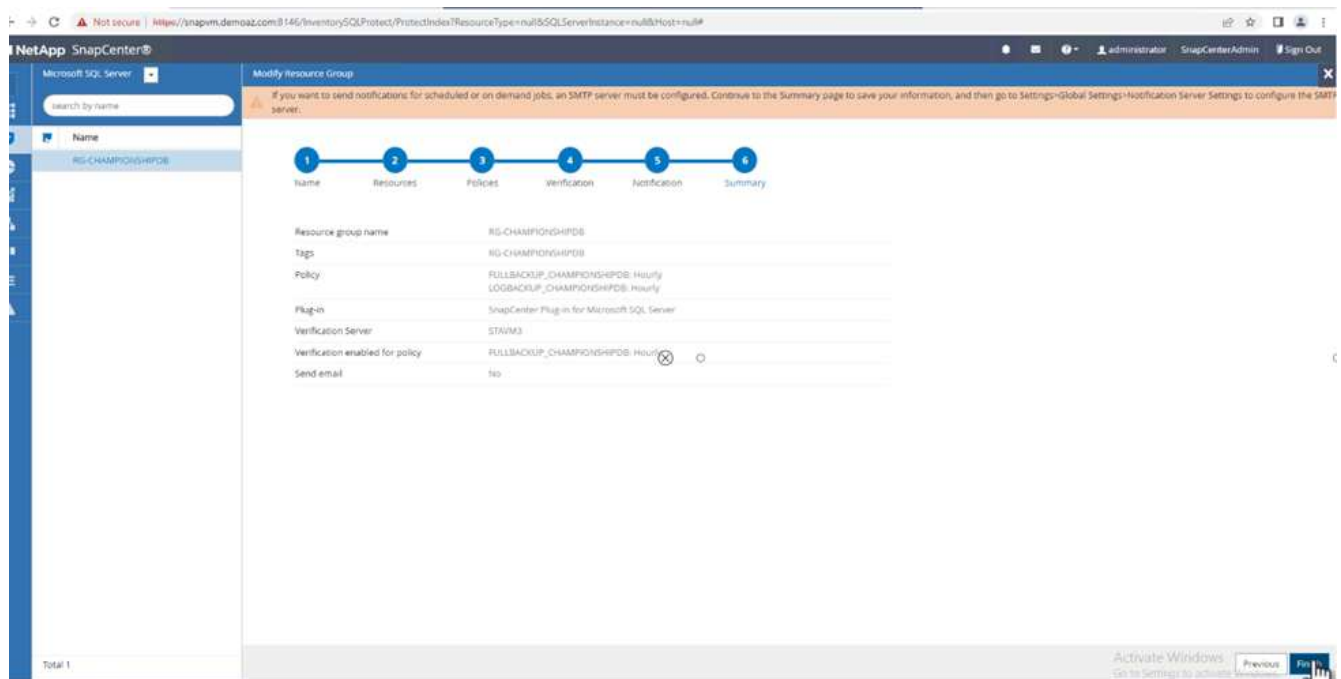 Not secure | https://snapvm.demoaz.com:8146/InventorySQLProtect/ProtectIndex?ResourceType=null&SQLServerInstance=null&Host=null#
NetApp SnapCenter®
administrator SnapCenterAdmin Sign Out
Microsoft SQL Server
Modify Resource Group
search by name
If you want to send notifications for scheduled or on demand jobs, an SMTP server must be configured. Continue to the Summary page to save your information, and then go to Settings>Global Settings>Notification Server Settings to configure the SMTP
server.
Name
RG-CHAMPIONSHIPDB
1 2 3 4 5 6
Name Resources Policies Verification Notification Summary
Resource group name RG-CHAMPIONSHIPDB
Tags RG-CHAMPIONSHIPDB
Policy FULLBACKUP_CHAMPIONSHIPDB: Hourly
LOGBACKUP_CHAMPIONSHIPDB: Hourly
Plug-in SnapCenter Plug-in for Microsoft SQL Server
Verification Server STAVM3
Verification enabled for policy FULLBACKUP_CHAMPIONSHIPDB: Hourly
Send email No
Total 1
Activate Windows
Go to Settings to activate Windows.
Previous Finish